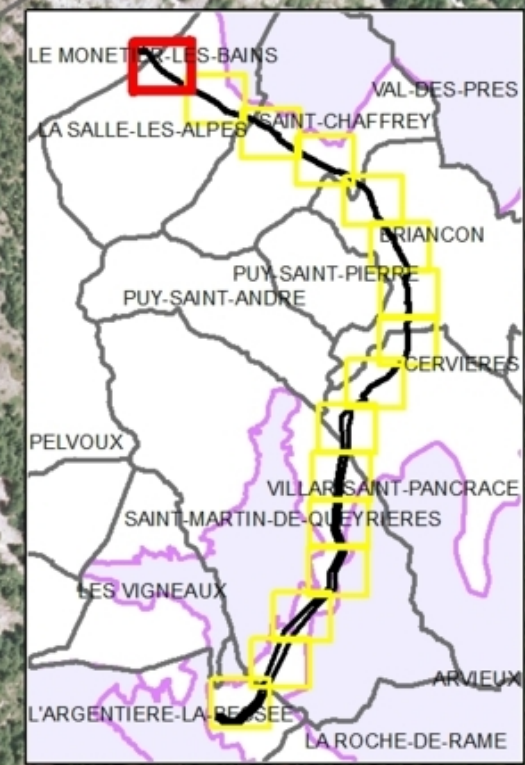 LE MONETIER-LES-BAINS
VAL-DES-PRES
LA SALLE-LES-ALPES
SAINT-CHAFFREY
BRIANCON
PUY-SAINT-PIERRE
PUY-SAINT-ANDRE
CERVIERES
PELVOUX
VILLAR-SAINT-PANCRACE
SAINT-MARTIN-DE-QUEYRIERES
LES VIGNEAUX
ARVIEUX
L'ARGENTIERE-LA-BESSEE
LA ROCHE-DE-RAME